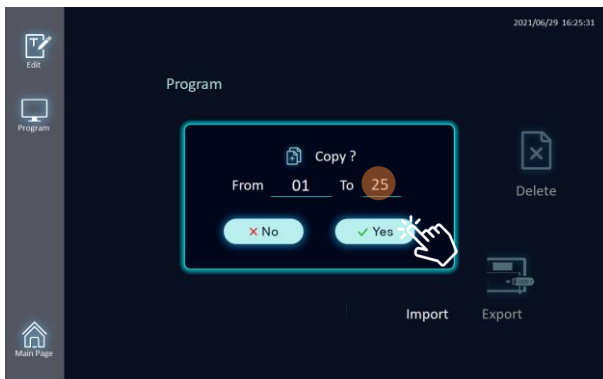 2021/06/29 16:25:31
Edit
Program
Program
Copy ?
From 01 To 25
No
Yes
Delete
Import
Export
Main Page